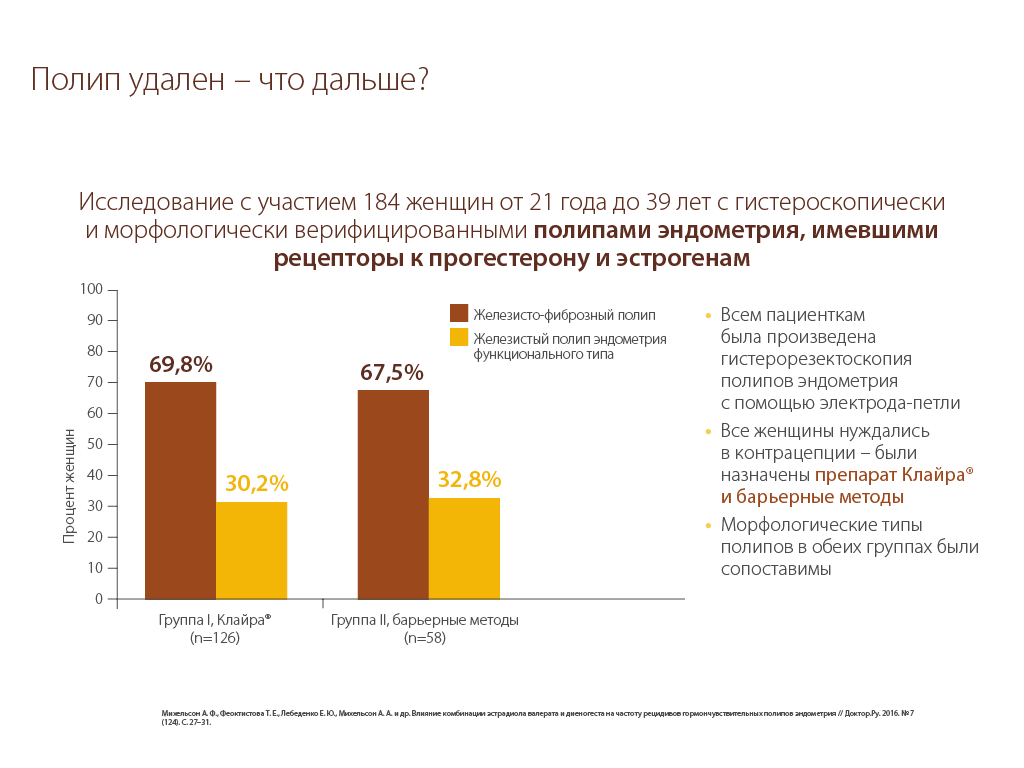 Полип удален – что дальше?
Исследование с участием 184 женщин от 21 года до 39 лет с гистероскопически
и морфологически верифицированными полипами эндометрия, имевшими
рецепторы к прогестерону и эстрогенам
Процент женщин
100
90
80
70
60
50
40
30
20
10
0
Железисто-фиброзный полип
Железистый полип эндометрия
функционального типа
69,8%
30,2%
67,5%
32,8%
Группа I, Клайра®
(n=126)
Группа II, барьерные методы
(n=58)
• Всем пациенткам
была произведена
гистерорезектоскопия
полипов эндометрия
с помощью электрода-петли
• Все женщины нуждались
в контрацепции – были
назначены препарат Клайра®
и барьерные методы
• Морфологические типы
полипов в обеих группах были
сопоставимы
Михельсон А. Ф., Феоктистова Т. Е., Лебеденко Е. Ю., Михельсон А. А. и др. Влияние комбинации эстрадиола валерата и диеногеста на частоту рецидивов гормончувствительных полипов эндометрия // Доктор.Ру. 2016. № 7
(124). С. 27–31.